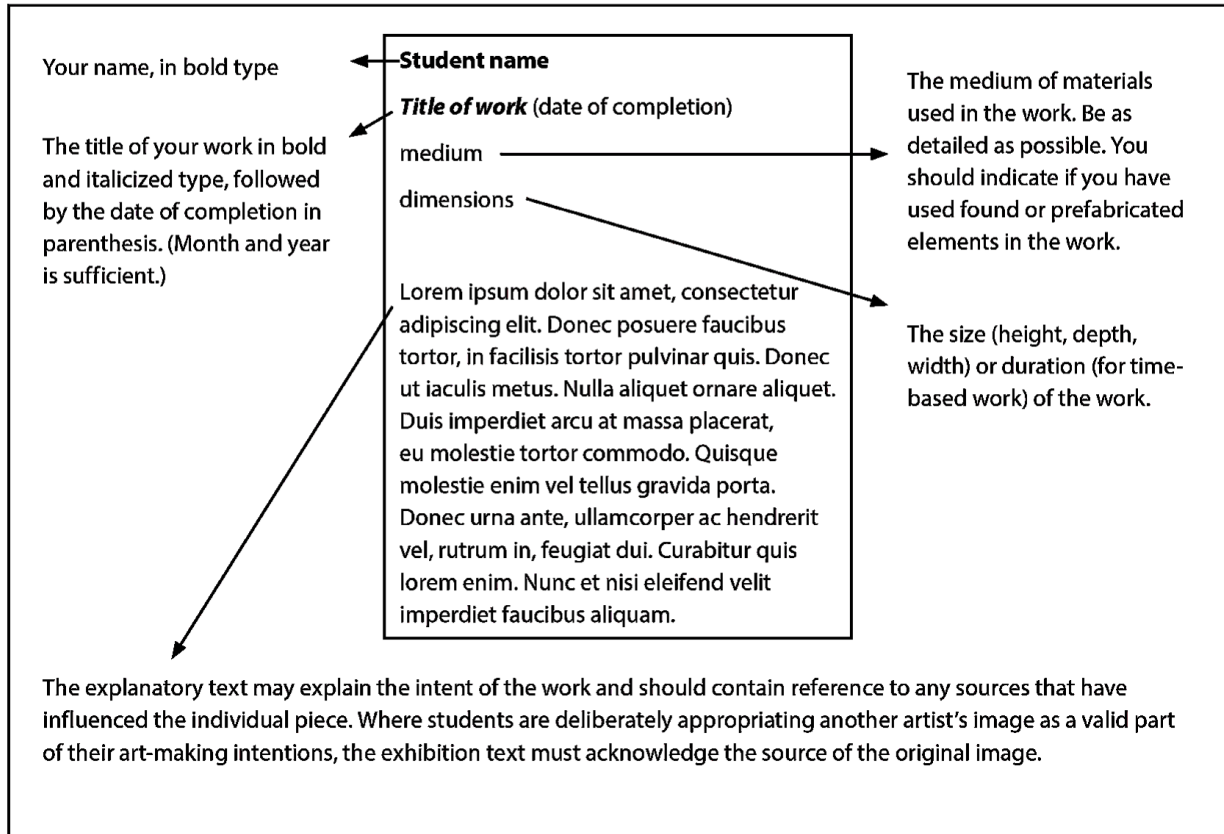 Your name, in bold type
The title of your work in bold
and italicized type, followed
by the date of completion in
parenthesis. (Month and year
is sufficient.)
Student name
Title of work (date of completion)
medium
dimensions
Lorem ipsum dolor sit amet, consectetur
adipiscing elit. Donec posuere faucibus
tortor, in facilisis tortor pulvinar quis. Donec
ut iaculis metus. Nulla aliquet ornare aliquet.
Duis imperdiet arcu at massa placerat,
eu molestie tortor commodo. Quisque
molestie enim vel tellus gravida porta.
Donec urna ante, ullamcorper ac hendrerit
vel, rutrum in, feugiat dui. Curabitur quis
lorem enim. Nunc et nisi eleifend velit
imperdiet faucibus aliquam.
The medium of materials
used in the work. Be as
detailed as possible. You
should indicate if you have
used found or prefabricated
elements in the work.
The size (height, depth,
width) or duration (for time-
based work) of the work.
The explanatory text may explain the intent of the work and should contain reference to any sources that have
influenced the individual piece. Where students are deliberately appropriating another artist's image as a valid part
of their art-making intentions, the exhibition text must acknowledge the source of the original image.